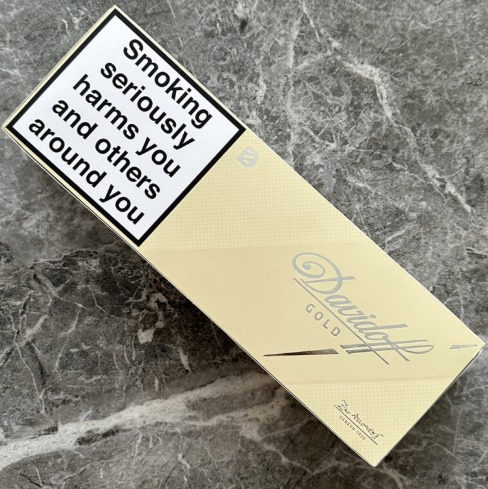 Smoking
seriously
harms you
and others
around you
Davidoff
GOLD